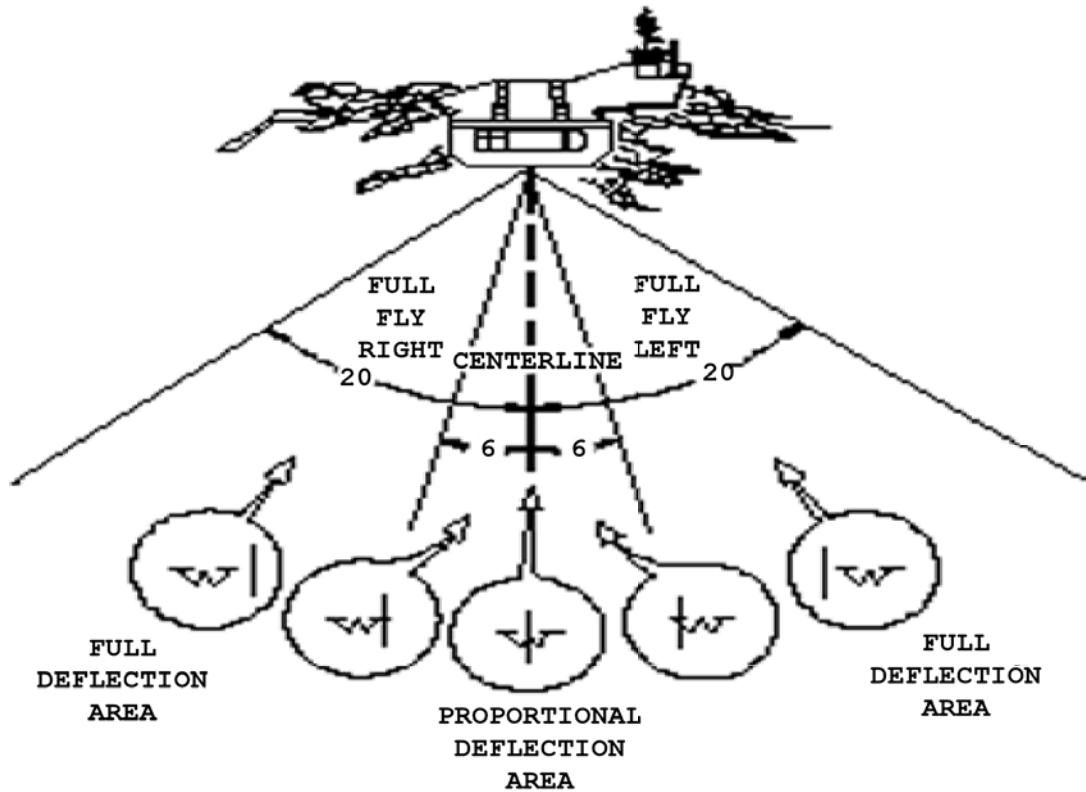 FULL
FLY
RIGHT
FULL
FLY
LEFT
CENTERLINE
20
20
6
6
FULL
DEFLECTION
AREA
PROPORTIONAL
DEFLECTION
AREA
FULL
DEFLECTION
AREA